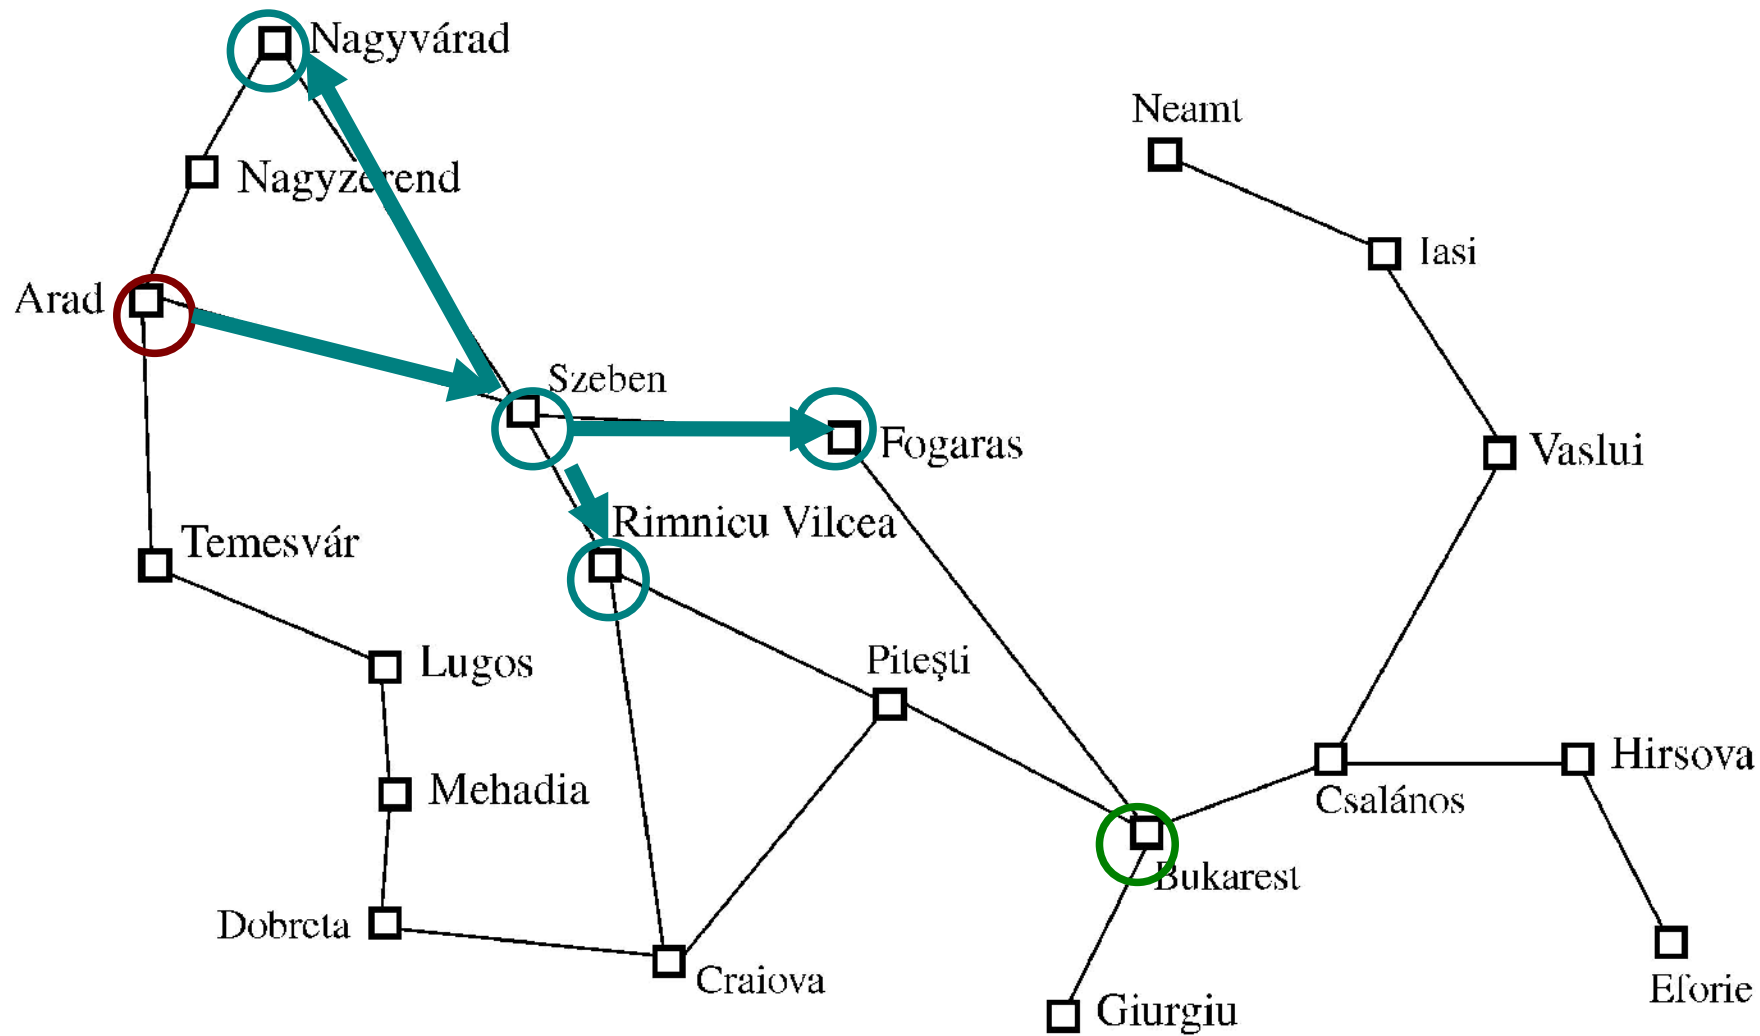 Nagyvárad
Neamt
Nagyzerend
Iasi
Arad
Szeben
Fogaras
Vaslui
Rimnicu Vilcea
Temesvár
Lugos
Piteşti
Hirsova
Mehadia
Csalános
Bukarest
Dobreta
Craiova
Eforie
Giurgiu